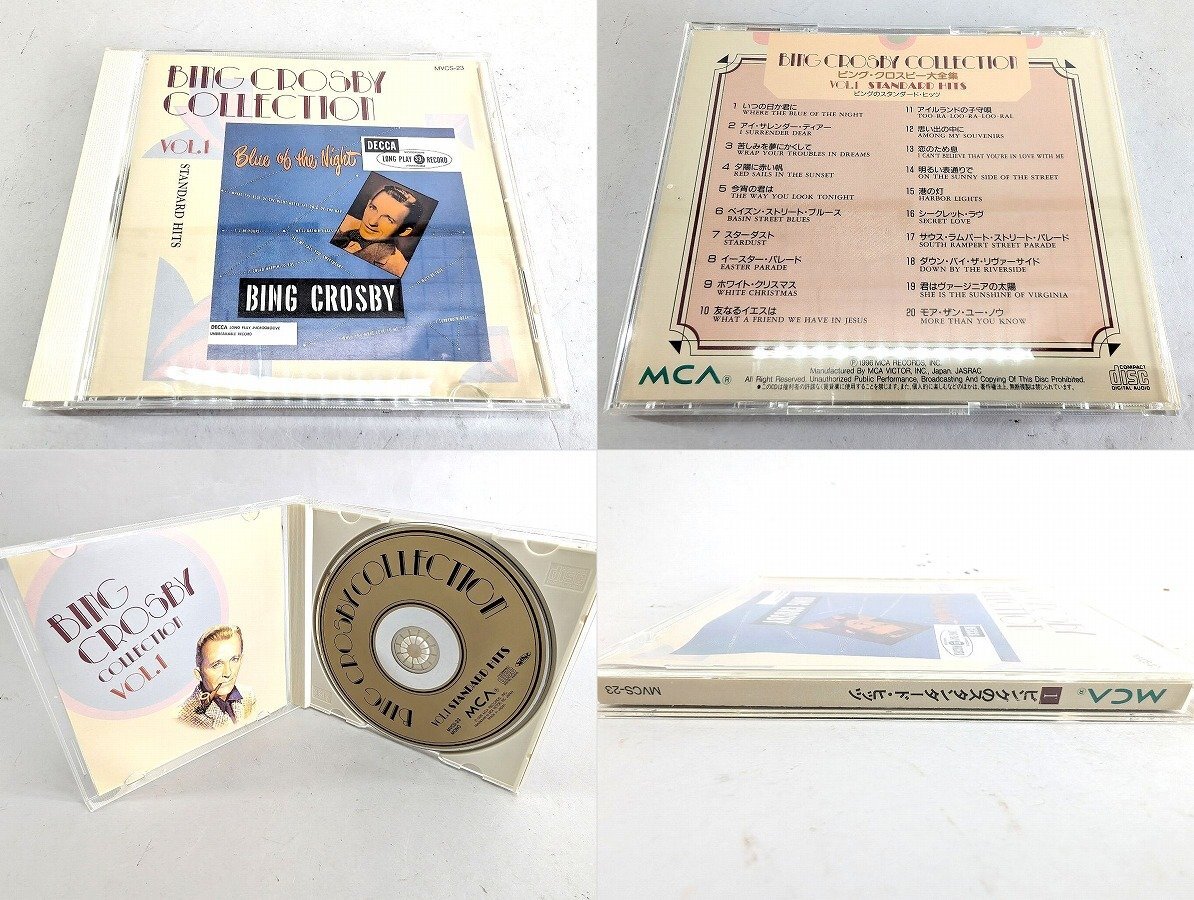 MVCS-23
BING CROSBY
COLLECTION
VOL.1
STANDARD HITS
Blue of the Night
DECCA
LONG PLAY 33 RECORD
BING CROSBY
DECCA LONG PLAY MICROGROOVE
UNBREAKABLE RECORD
BING CROSBY COLLECTION
ビング・クロスビー大全集
VOL.1 STANDARD HITS
ビングのスタンダード・ヒッツ
1 いつの日か君に
WHERE THE BLUE OF THE NIGHT
2 アイ・サレンダー・ディアー
I SURRENDER DEAR
3 苦しみを夢にかくして
WRAP YOUR TROUBLES IN DREAMS
4 夕陽に赤い帆
RED SAILS IN THE SUNSET
5 今宵の君は
THE WAY YOU LOOK TONIGHT
6 ベイズン・ストリート・ブルース
BASIN STREET BLUES
7 スターダスト
STARDUST
8 イースター・パレード
EASTER PARADE
9 ホワイト・クリスマス
WHITE CHRISTMAS
10 友なるイエスは
WHAT A FRIEND WE HAVE IN JESUS
11 アイルランドの子守唄
TOO-RA-LOO-RA-LOO-RAL
12 思い出の中に
AMONG MY SOUVENIRS
13 恋のため息
I CAN'T BELIEVE THAT YOU'RE IN LOVE WITH ME
14 明るい表通りで
ON THE SUNNY SIDE OF THE STREET
15 港の灯
HARBOR LIGHTS
16 シークレット・ラヴ
SECRET LOVE
17 サウス・ラムパート・ストリート・パレード
SOUTH RAMPERT STREET PARADE
18 ダウン・バイ・ザ・リヴァーサイド
DOWN BY THE RIVERSIDE
19 君はヴァージニアの太陽
SHE IS THE SUNSHINE OF VIRGINIA
20 モア・ザン・ユー・ノウ
MORE THAN YOU KNOW
MCA®
Ⓟ1996 MCA RECORDS, INC.
Manufactured By MCA VICTOR, INC., Japan. JASRAC
All Right Reserved. Unauthorized Public Performance, Broadcasting And Copying Of This Disc Prohibited.
COMPACT
disc
DIGITAL AUDIO
BING
CROSBY
COLLECTION
VOL.1
BING CROSBY COLLECTION
VOL.1 STANDARD HITS
MCA
MVCS-23
MVCS-23
1 ビングのスタンダード・ヒッツ
MCA®